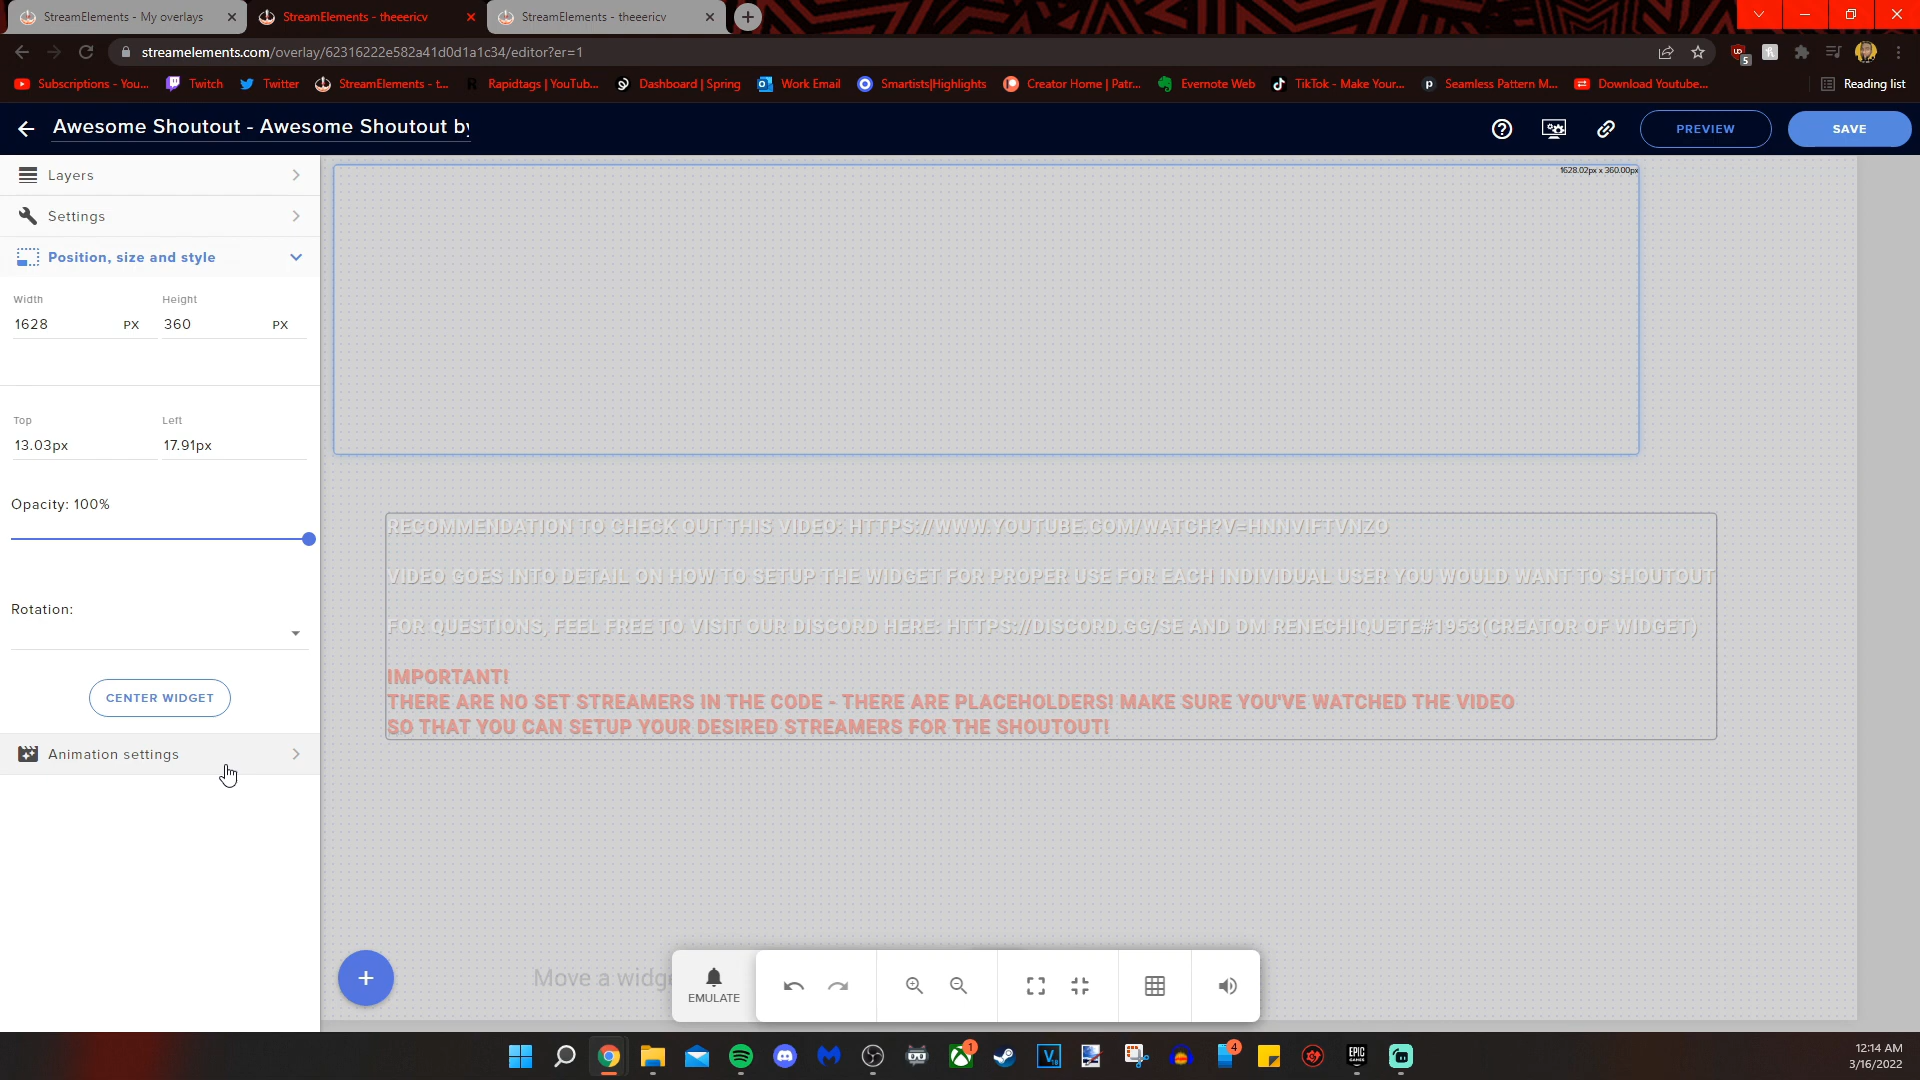 StreamElements - My overlays
StreamElements - theeericv
StreamElements - theeericv
streamelements.com/overlay/62316222e582a41d0d1a1c34/editor?er=1
5
Subscriptions - You...
Twitch
Twitter
StreamElements - t...
Rapidtags | YouTub...
Dashboard | Spring
Work Email
Smartists|Highlights
Creator Home | Patr...
Evernote Web
TikTok - Make Your...
Seamless Pattern M...
Download Youtube...
Reading list
Awesome Shoutout - Awesome Shoutout by
PREVIEW
SAVE
Layers
Settings
Position, size and style
Width
Height
1628 PX
360 PX
Top
Left
13.03px
17.91px
Opacity: 100%
Rotation:
CENTER WIDGET
Animation settings
1628.02px x 360.00px
RECOMMENDATION TO CHECK OUT THIS VIDEO: HTTPS://WWW.YOUTUBE.COM/WATCH?V=HNNVIFTVNZO
VIDEO GOES INTO DETAIL ON HOW TO SETUP THE WIDGET FOR PROPER USE FOR EACH INDIVIDUAL USER YOU WOULD WANT TO SHOUTOUT
FOR QUESTIONS, FEEL FREE TO VISIT OUR DISCORD HERE: HTTPS://DISCORD.GG/SE AND DM RENECHIQUETE#1953(CREATOR OF WIDGET)
IMPORTANT!
THERE ARE NO SET STREAMERS IN THE CODE - THERE ARE PLACEHOLDERS! MAKE SURE YOU'VE WATCHED THE VIDEO
SO THAT YOU CAN SETUP YOUR DESIRED STREAMERS FOR THE SHOUTOUT!
Move a widge
EMULATE
1
4
EPIC
GAMES
12:14 AM
3/16/2022